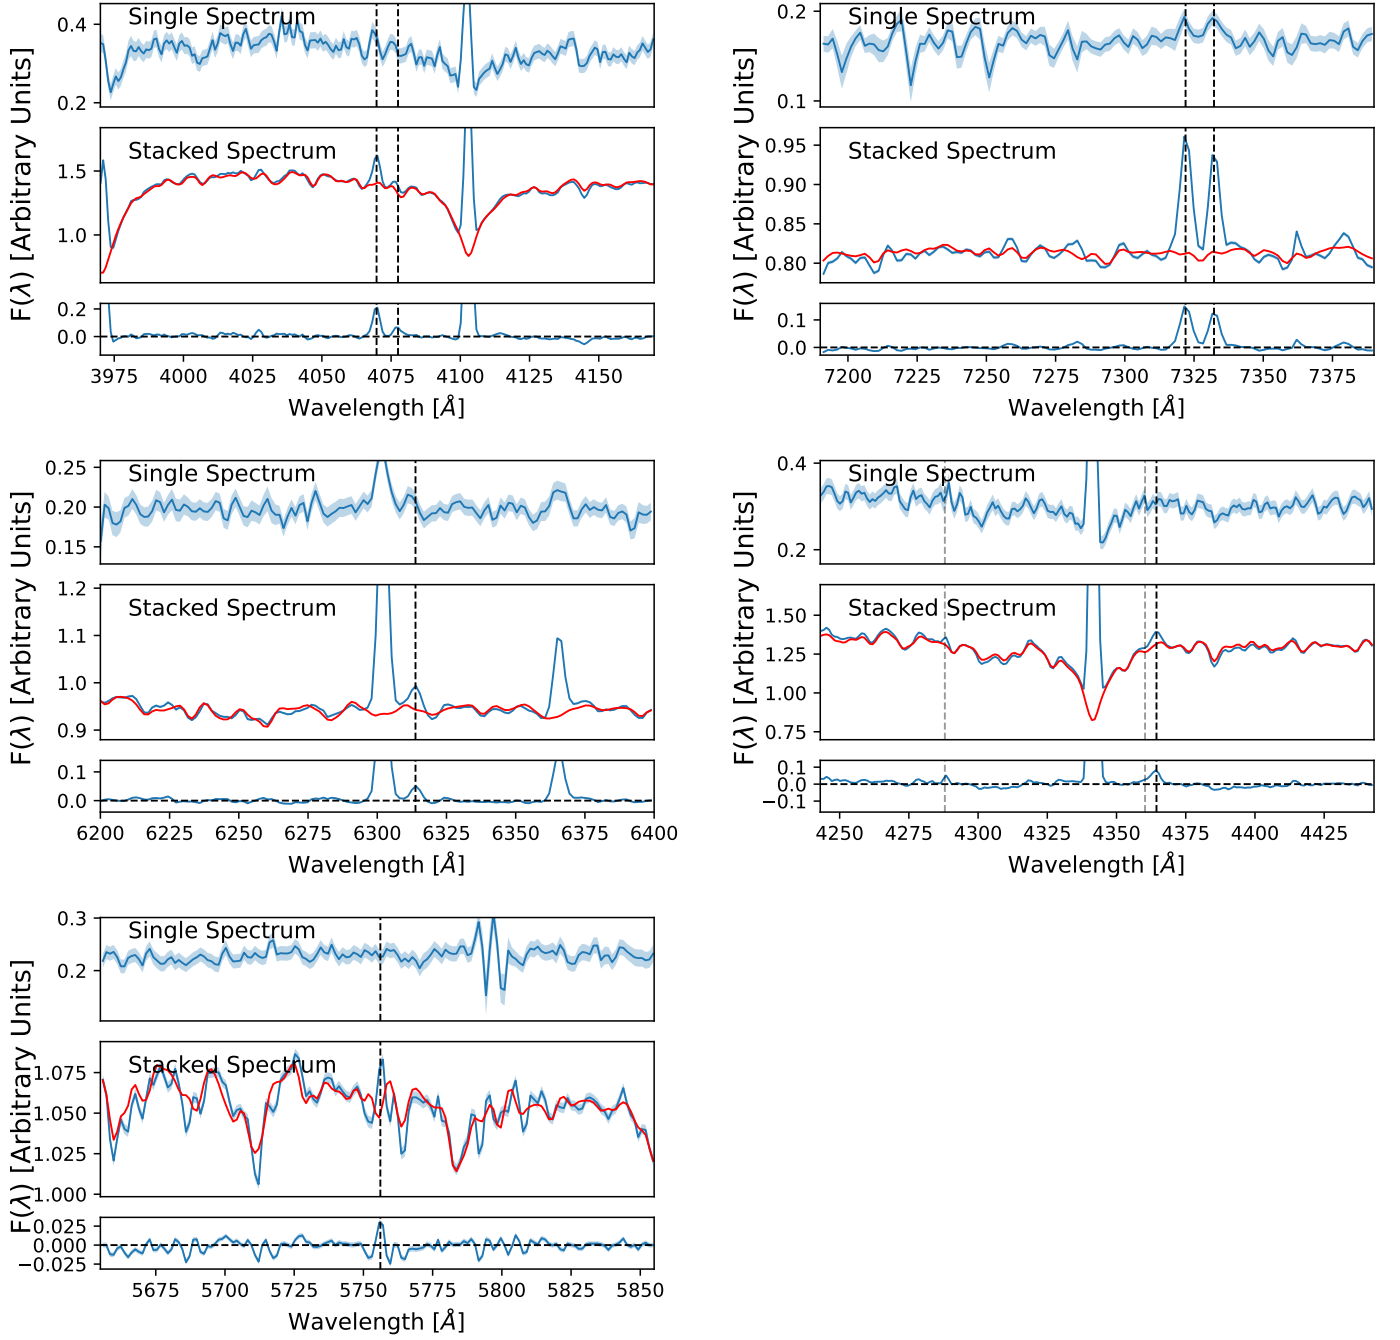 F(λ) [Arbitrary Units]
Single Spectrum
0.4
0.2
Stacked Spectrum
1.5
1.0
0.2
0.0
3975 4000 4025 4050 4075 4100 4125 4150
Wavelength [Å]
F(λ) [Arbitrary Units]
Single Spectrum
0.2
0.1
Stacked Spectrum
0.95
0.90
0.85
0.80
0.1
0.0
7200 7225 7250 7275 7300 7325 7350 7375
Wavelength [Å]
F(λ) [Arbitrary Units]
Single Spectrum
0.25
0.20
0.15
Stacked Spectrum
1.2
1.1
1.0
0.9
0.1
0.0
6200 6225 6250 6275 6300 6325 6350 6375 6400
Wavelength [Å]
F(λ) [Arbitrary Units]
Single Spectrum
0.4
0.2
Stacked Spectrum
1.50
1.25
1.00
0.75
0.1
0.0
−0.1
4250 4275 4300 4325 4350 4375 4400 4425
Wavelength [Å]
F(λ) [Arbitrary Units]
Single Spectrum
0.3
0.2
Stacked Spectrum
1.075
1.050
1.025
1.000
0.025
0.000
−0.025
5675 5700 5725 5750 5775 5800 5825 5850
Wavelength [Å]